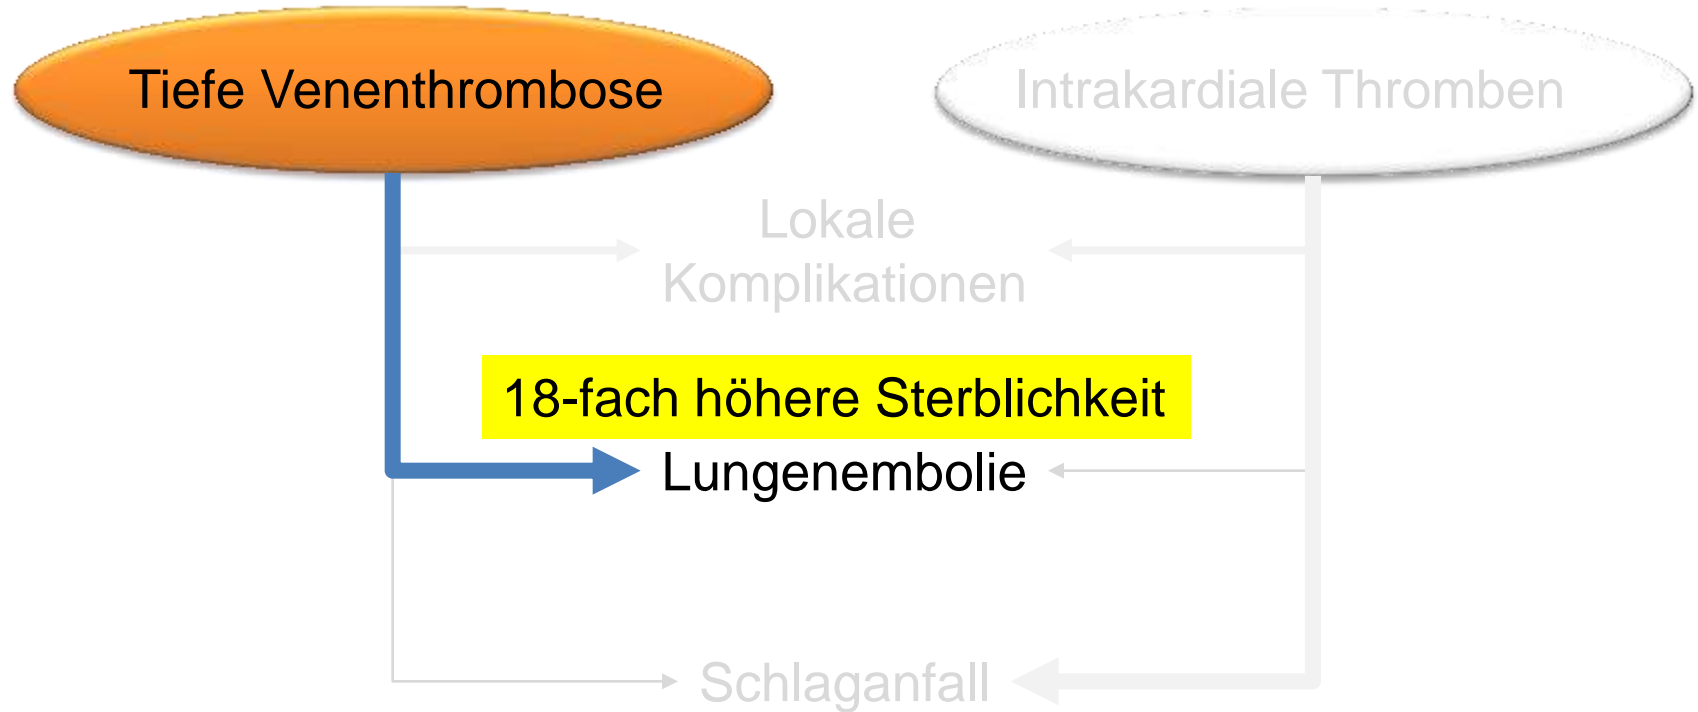 Tiefe Venenthrombose
Intrakardiale Thromben
Lokale
Komplikationen
18-fach höhere Sterblichkeit
Lungenembolie
Schlaganfall